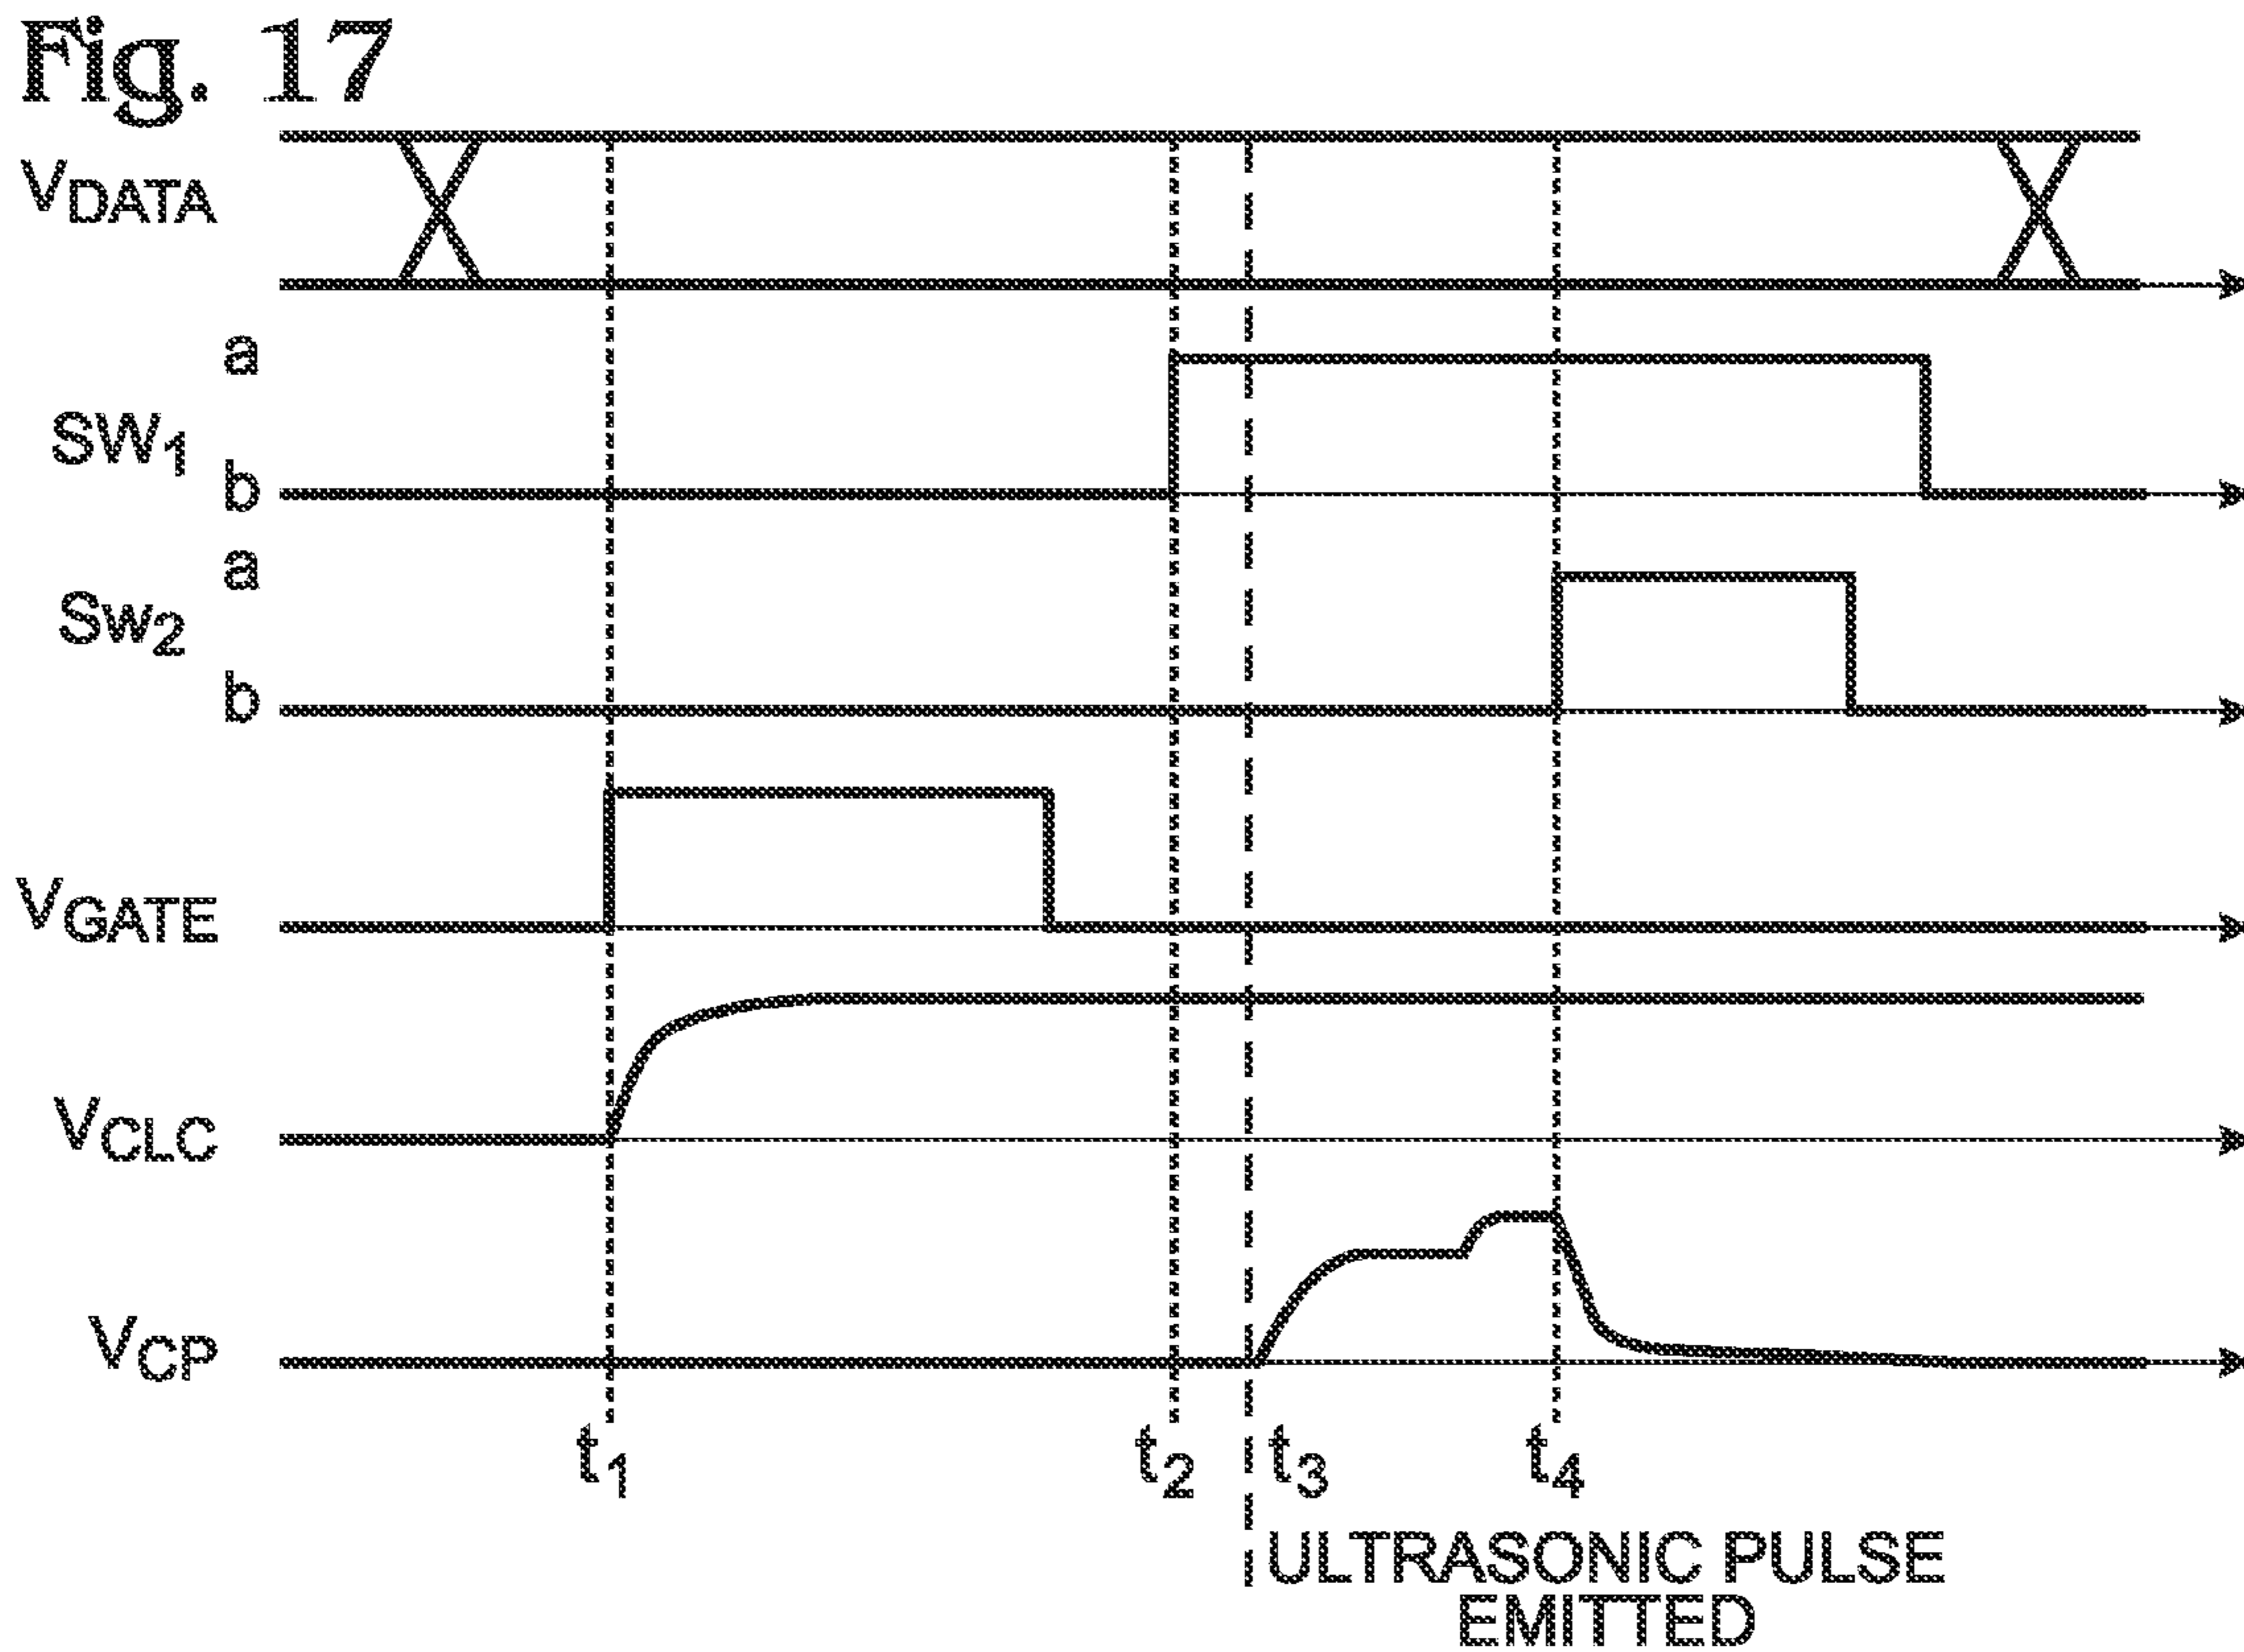 Fig. 17
VDATA
a
SW1
b
a
SW2
b
VGATE
VCLC
VCP
t1 t2 t3 t4
ULTRASONIC PULSE
EMITTED